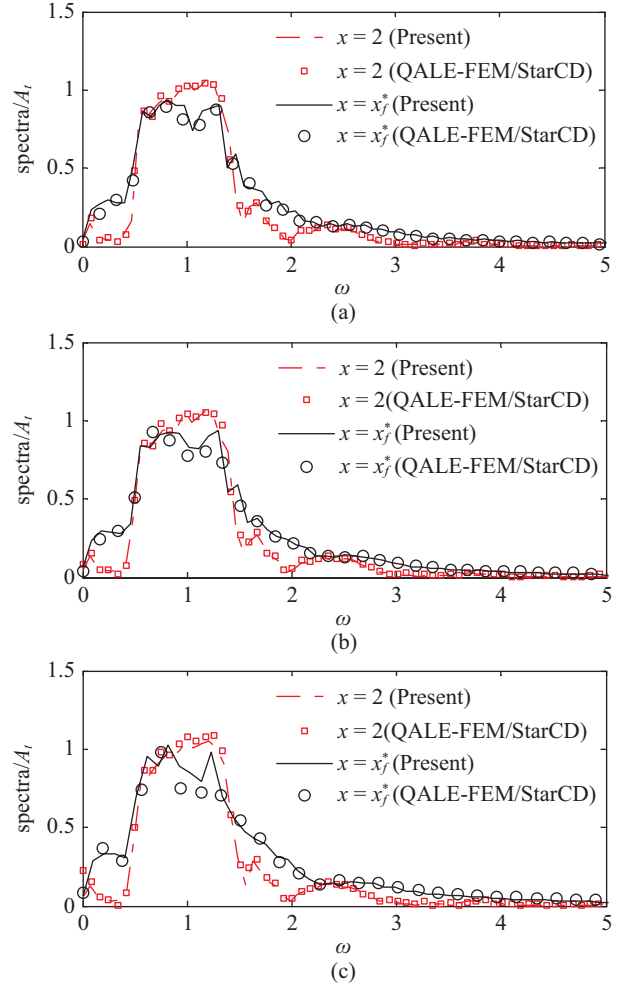 1.5
1
0.5
0
spectra/A_t
x = 2 (Present)
x = 2 (QALE-FEM/StarCD)
x = x_f^* (Present)
x = x_f^* (QALE-FEM/StarCD)
0 1 2 3 4 5
ω
(a)
1.5
1
0.5
0
spectra/A_t
x = 2 (Present)
x = 2(QALE-FEM/StarCD)
x = x_f^* (Present)
x = x_f^* (QALE-FEM/StarCD)
0 1 2 3 4 5
ω
(b)
1.5
1
0.5
0
spectra/A_t
x = 2 (Present)
x = 2(QALE-FEM/StarCD)
x = x_f^* (Present)
x = x_f^* (QALE-FEM/StarCD)
0 1 2 3 4 5
ω
(c)